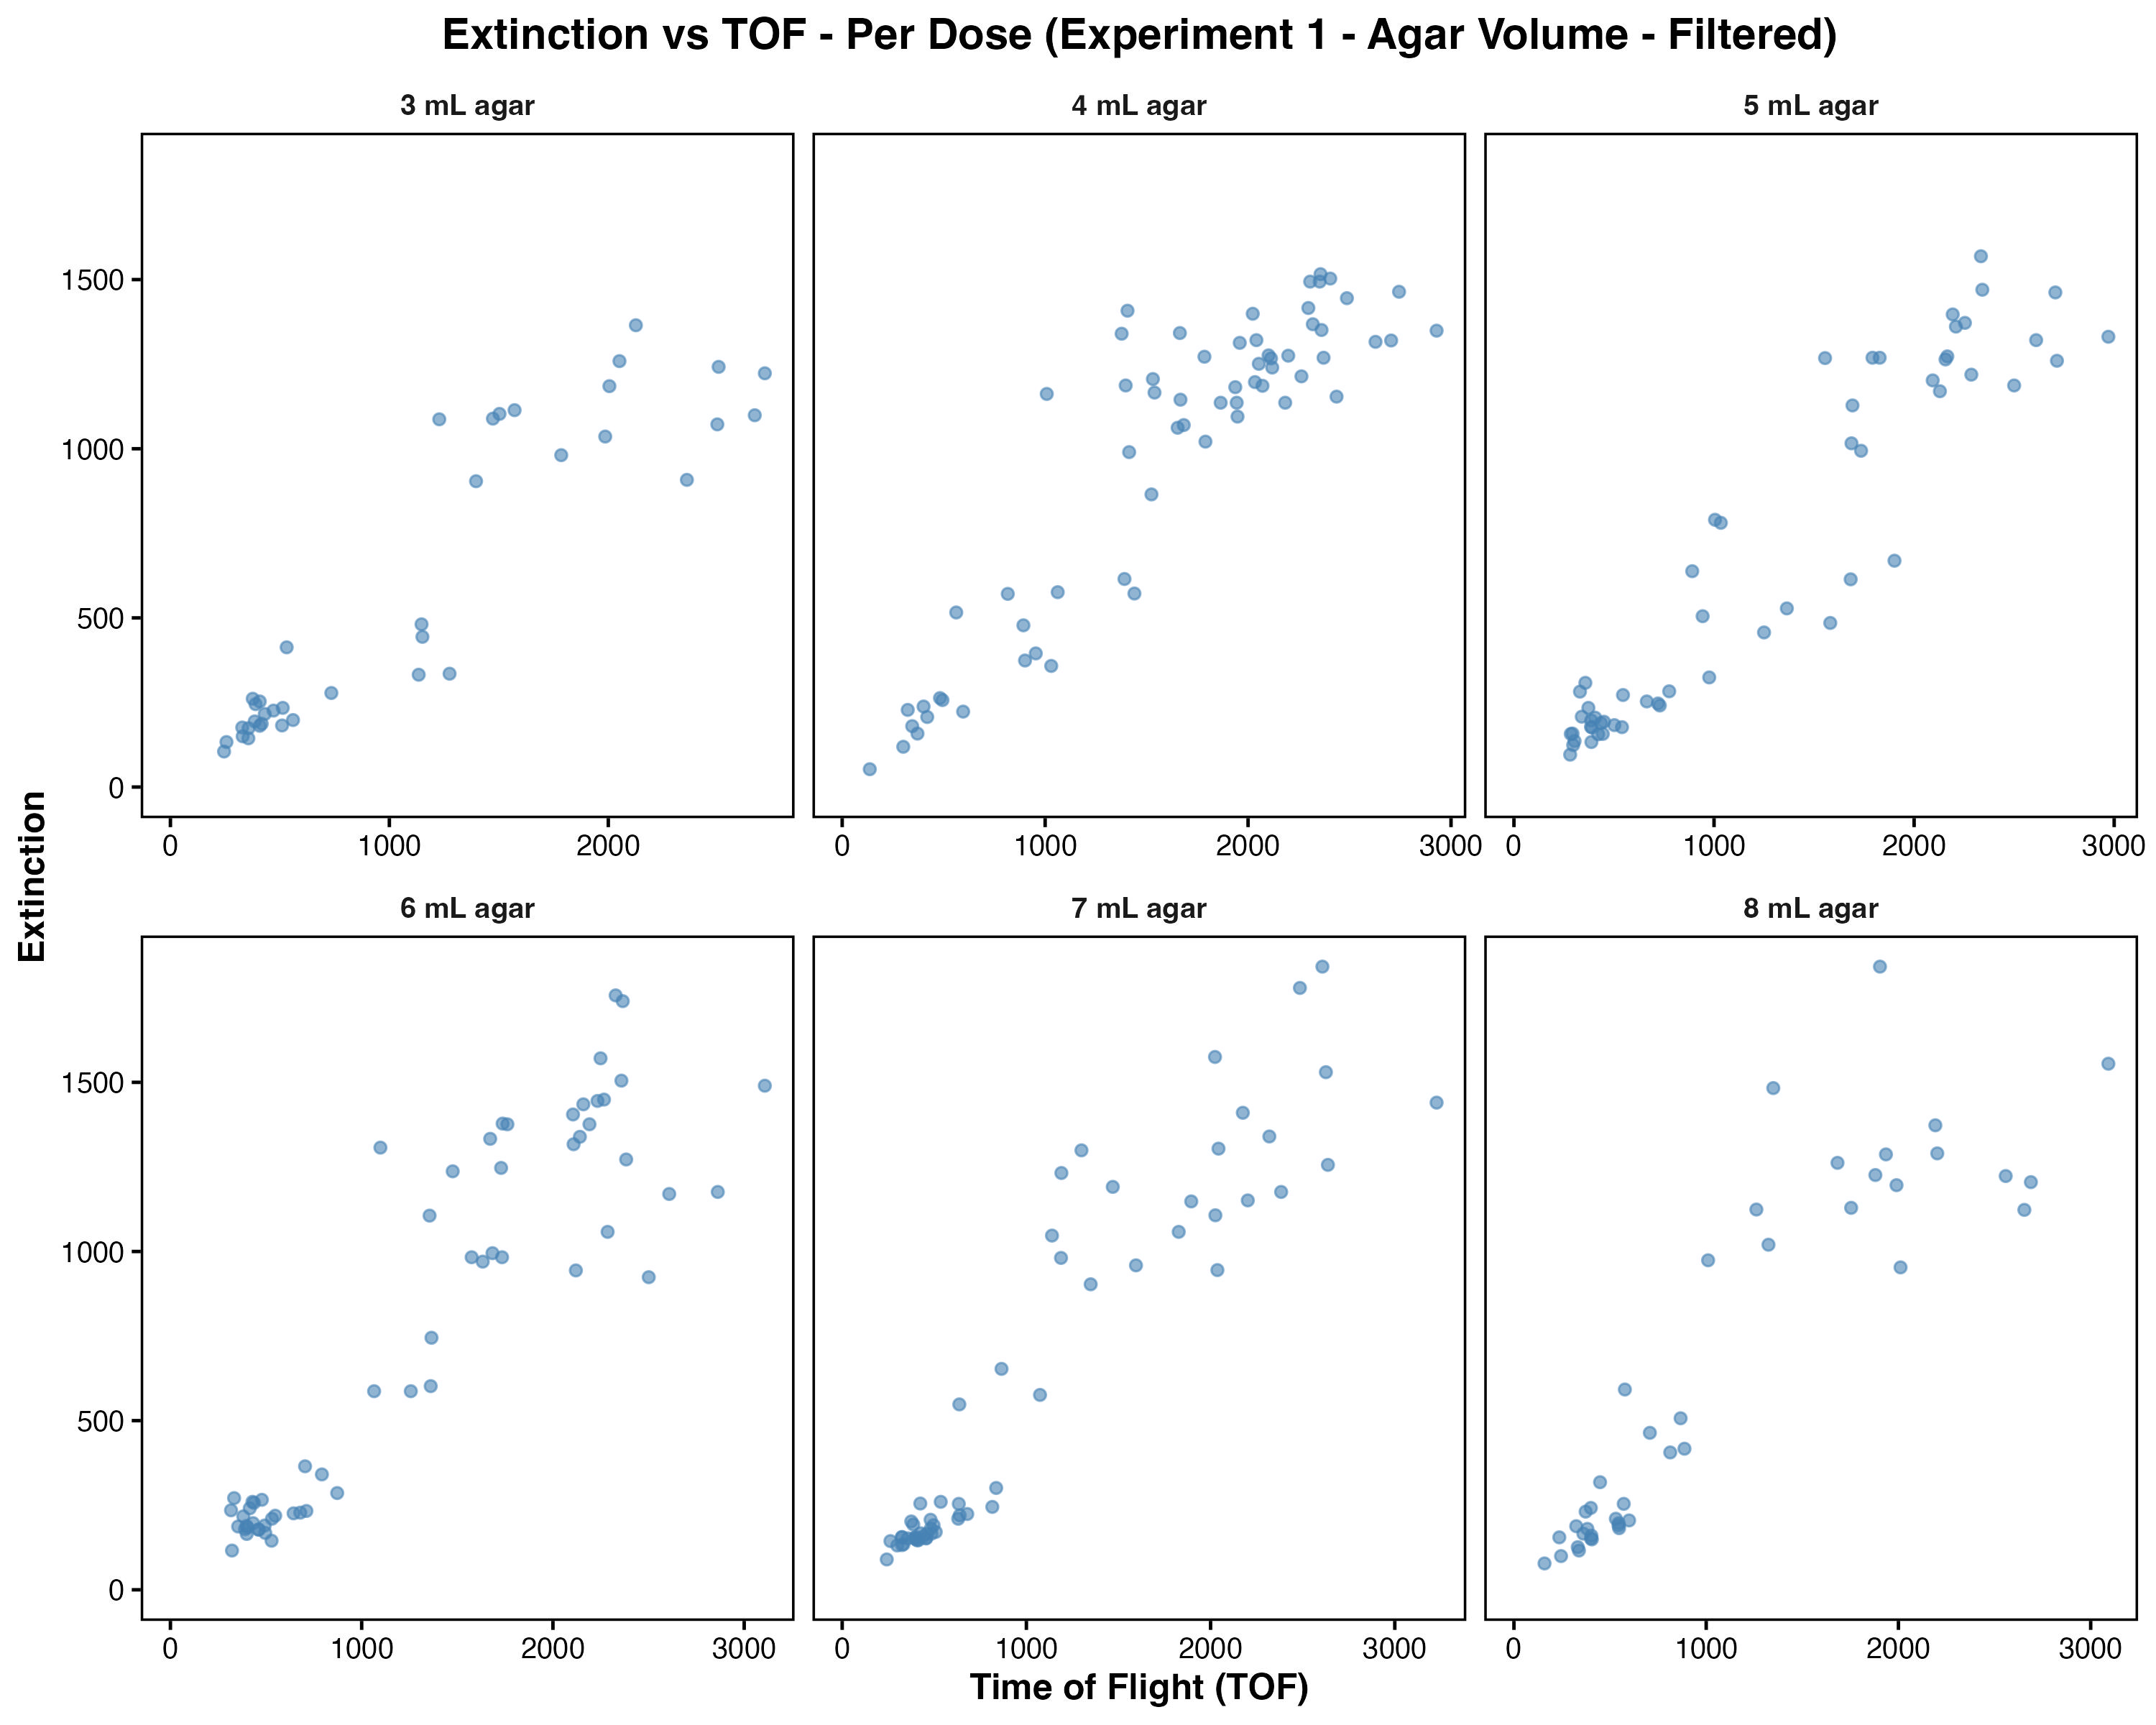 Extinction vs TOF - Per Dose (Experiment 1 - Agar Volume - Filtered)
3 mL agar 4 mL agar 5 mL agar
1500
1000
500
0
0 1000 2000 0 1000 2000 3000 0 1000 2000 3000
Extinction
6 mL agar 7 mL agar 8 mL agar
1500
1000
500
0
0 1000 2000 3000 0 1000 2000 3000 0 1000 2000 3000
Time of Flight (TOF)